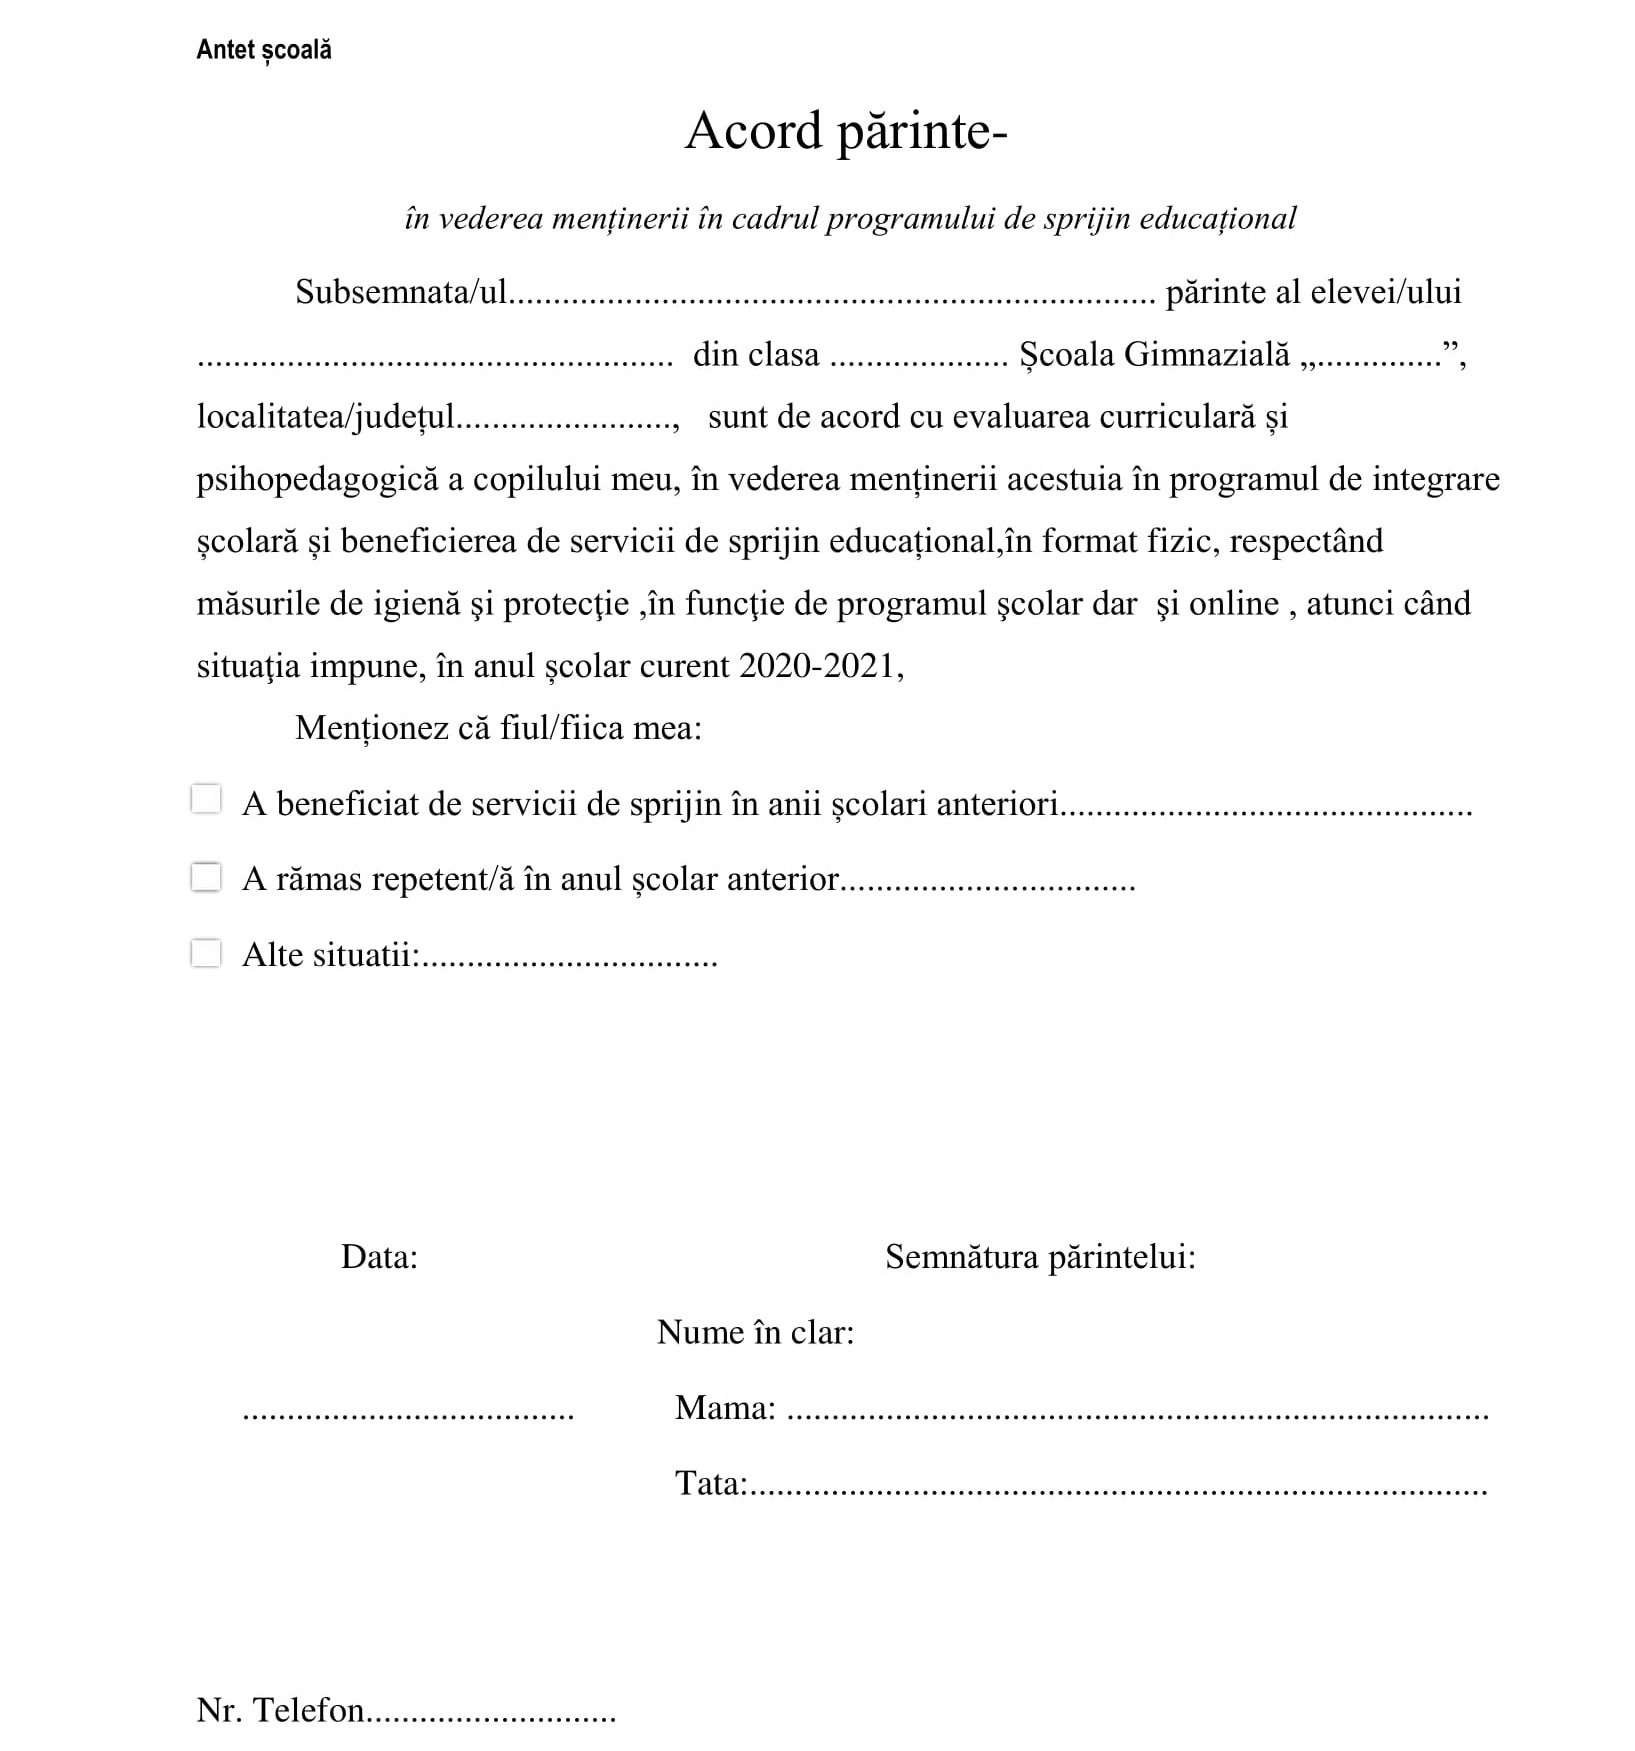 Antet școală
Acord părinte-
în vederea menținerii în cadrul programului de sprijin educațional
Subsemnata/ul........................................................................ părinte al elevei/ului
..................................................... din clasa .................... Școala Gimnazială „..............”,
localitatea/județul........................, sunt de acord cu evaluarea curriculară și
psihopedagogică a copilului meu, în vederea menținerii acestuia în programul de integrare
școlară și beneficierea de servicii de sprijin educațional,în format fizic, respectând
măsurile de igienă şi protecţie ,în funcţie de programul şcolar dar şi online , atunci când
situaţia impune, în anul școlar curent 2020-2021,
Menționez că fiul/fiica mea:
A beneficiat de servicii de sprijin în anii școlari anteriori..............................................
A rămas repetent/ă în anul școlar anterior.................................
Alte situatii:.................................
Data: Semnătura părintelui:
Nume în clar:
..................................... Mama: ..............................................................................
Tata:..................................................................................
Nr. Telefon............................